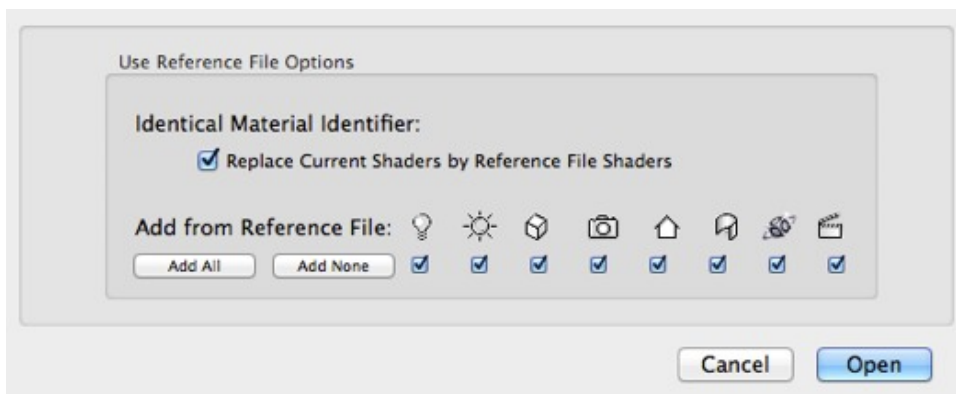 Use Reference File Options
Identical Material Identifier:
Replace Current Shaders by Reference File Shaders
Add from Reference File:
Add All Add None
Cancel Open